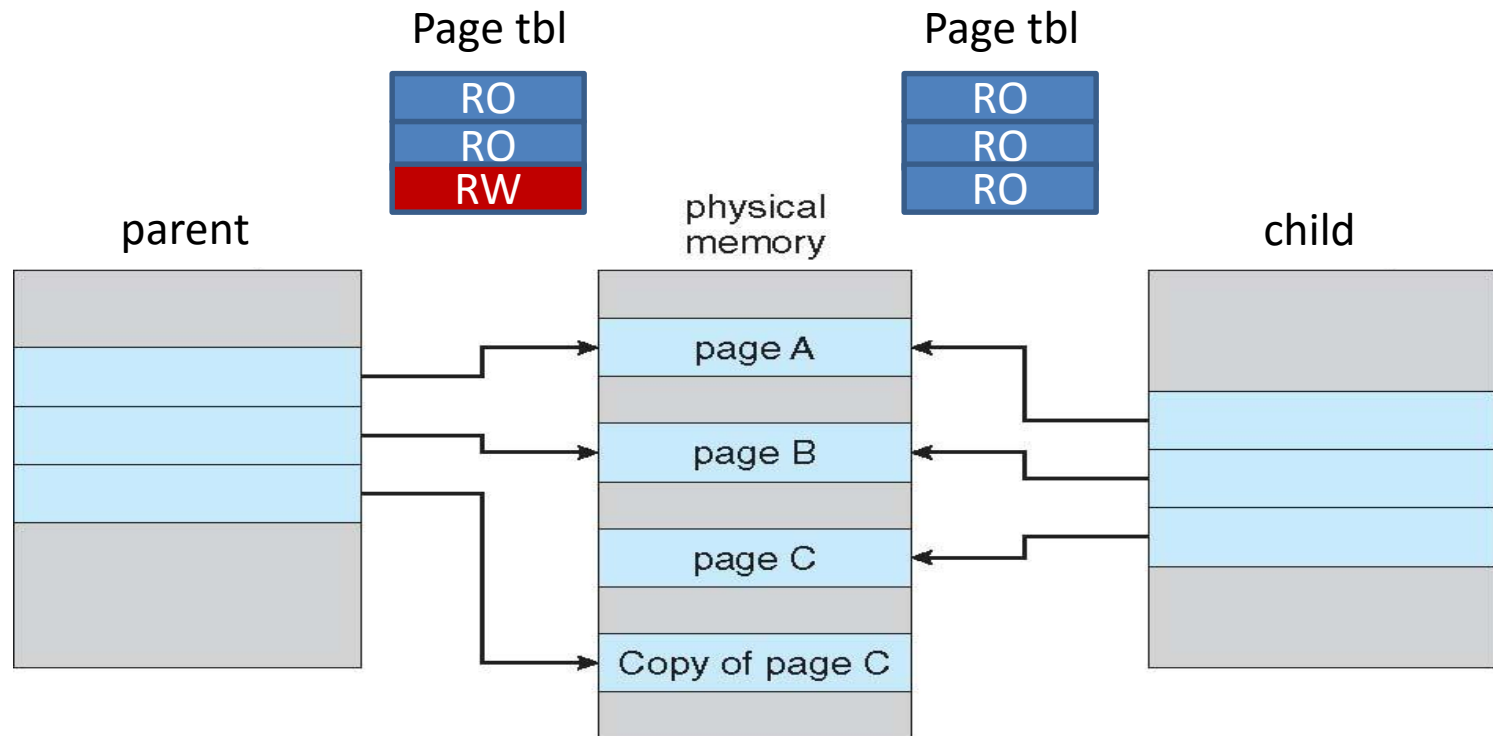 Page tbl
Page tbl
RO
RO
RW
RO
RO
RO
parent
physical
memory
child
page A
page B
page C
Copy of page C